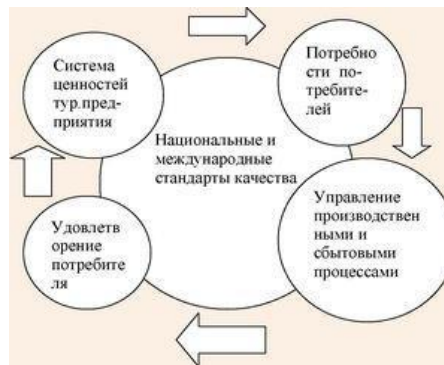 Система
ценностей
тур.пред-
приятия
Потребно
сти по-
требите-
лей
Национальные и
международные
стандарты качества
Управление
производствен
ными и
сбытовыми
процессами
Удовлетв
орение
потребите
ля